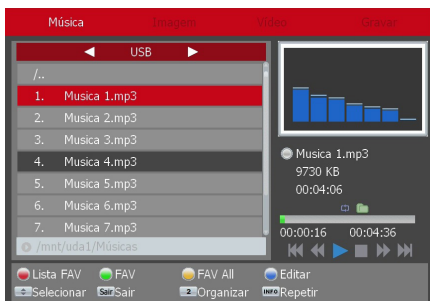 Música Imagem Vídeo Gravar
USB
/..
1. Musica 1.mp3
2. Musica 2.mp3
3. Musica 3.mp3
4. Musica 4.mp3
5. Musica 5.mp3
6. Musica 6.mp3
7. Musica 7.mp3
/mnt/uda1/Músicas
Musica 1.mp3
9730 KB
00:04:06
00:00:16 00:04:36
Lista FAV FAV FAV All Editar
Selecionar Sair Sair 2 Organizar INFO Repetir